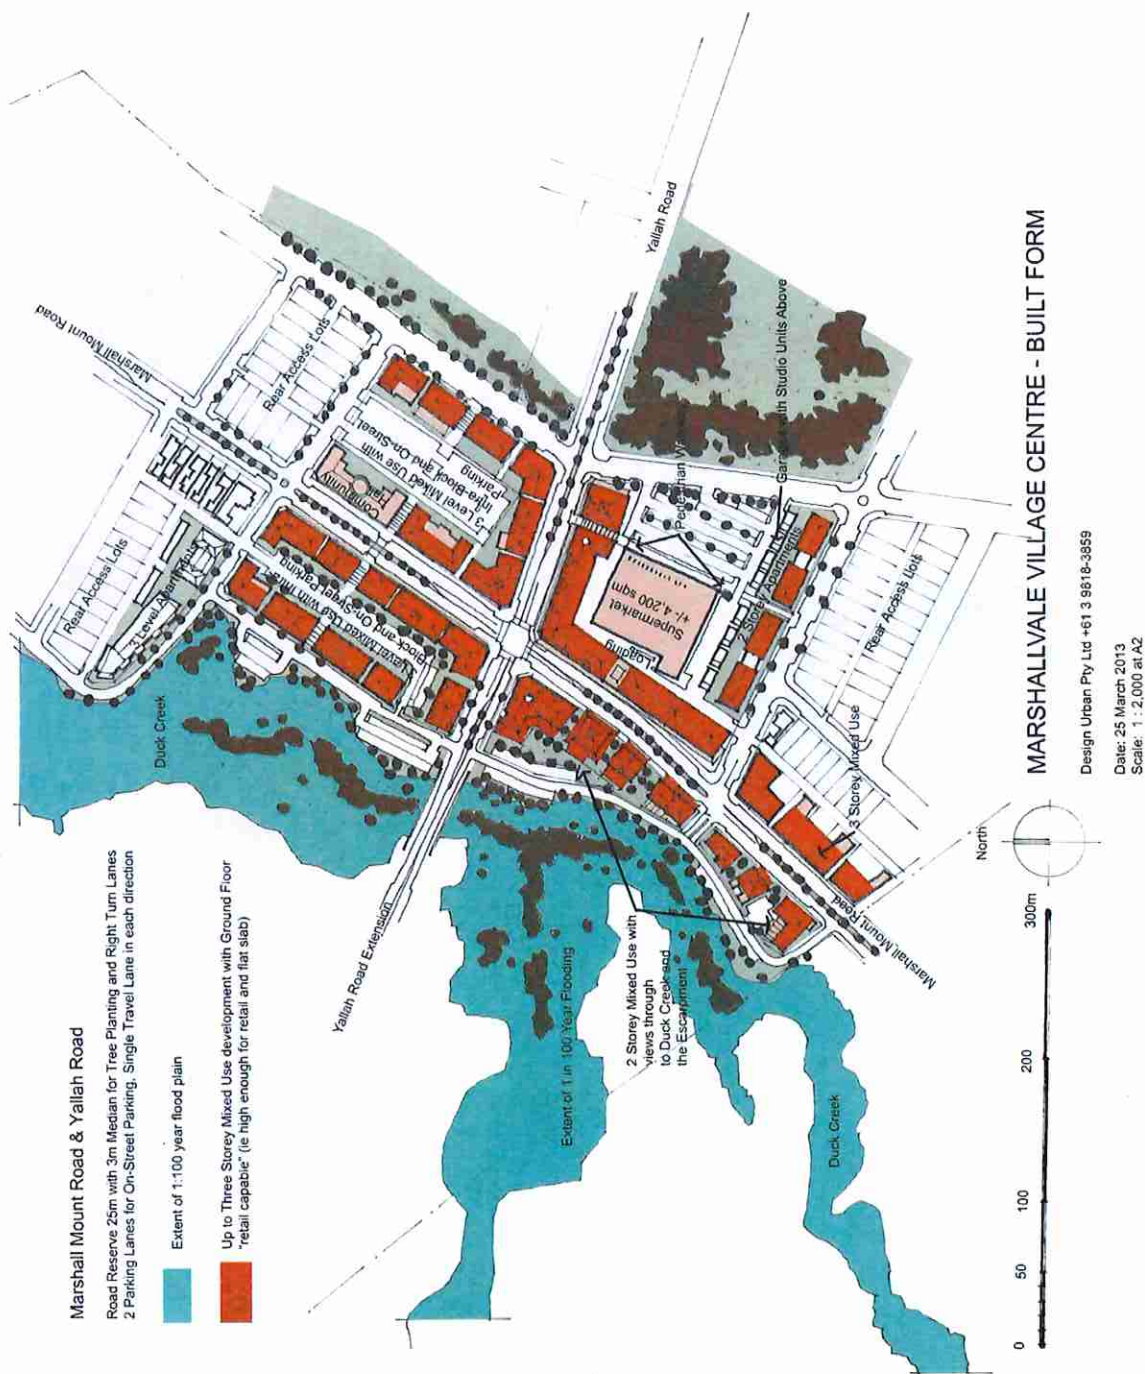 Marshall Mount Road & Yallah Road
Road Reserve 25m with 3m Median for Tree Planting and Right Turn Lanes
2 Parking Lanes for On-Street Parking, Single Travel Lane in each direction
Extent of 1:100 year flood plain
Up to Three Storey Mixed Use development with Ground Floor
"retail capable" (ie high enough for retail and flat slab)
Marshall Mount Road
Rear Access Lots
Rear Access Lots
3 Level Apartments
Duck Creek
Community
Hall
3 Level Mixed Use with
Intra-Block and On-Street
Parking
3 Level Mixed Use with Intra-
Block and On-Street Parking
Yallah Road
Yallah Road Extension
Supermarket
+/- 4,200 sqm
Loading
Pedestrian
Garages with Studio Units Above
2 Storey Apartments
Rear Access Lots
3 Storey Mixed Use
Extent of 1 in 100 Year Flooding
2 Storey Mixed Use with
views through
to Duck Creek and
the Escarpment
Marshall Mount Road
Duck Creek
0
50
100
200
300m
North
MARSHALLVALE VILLAGE CENTRE - BUILT FORM
Design Urban Pty Ltd +61 3 9818-3859
Date: 25 March 2013
Scale: 1 : 2,000 at A2